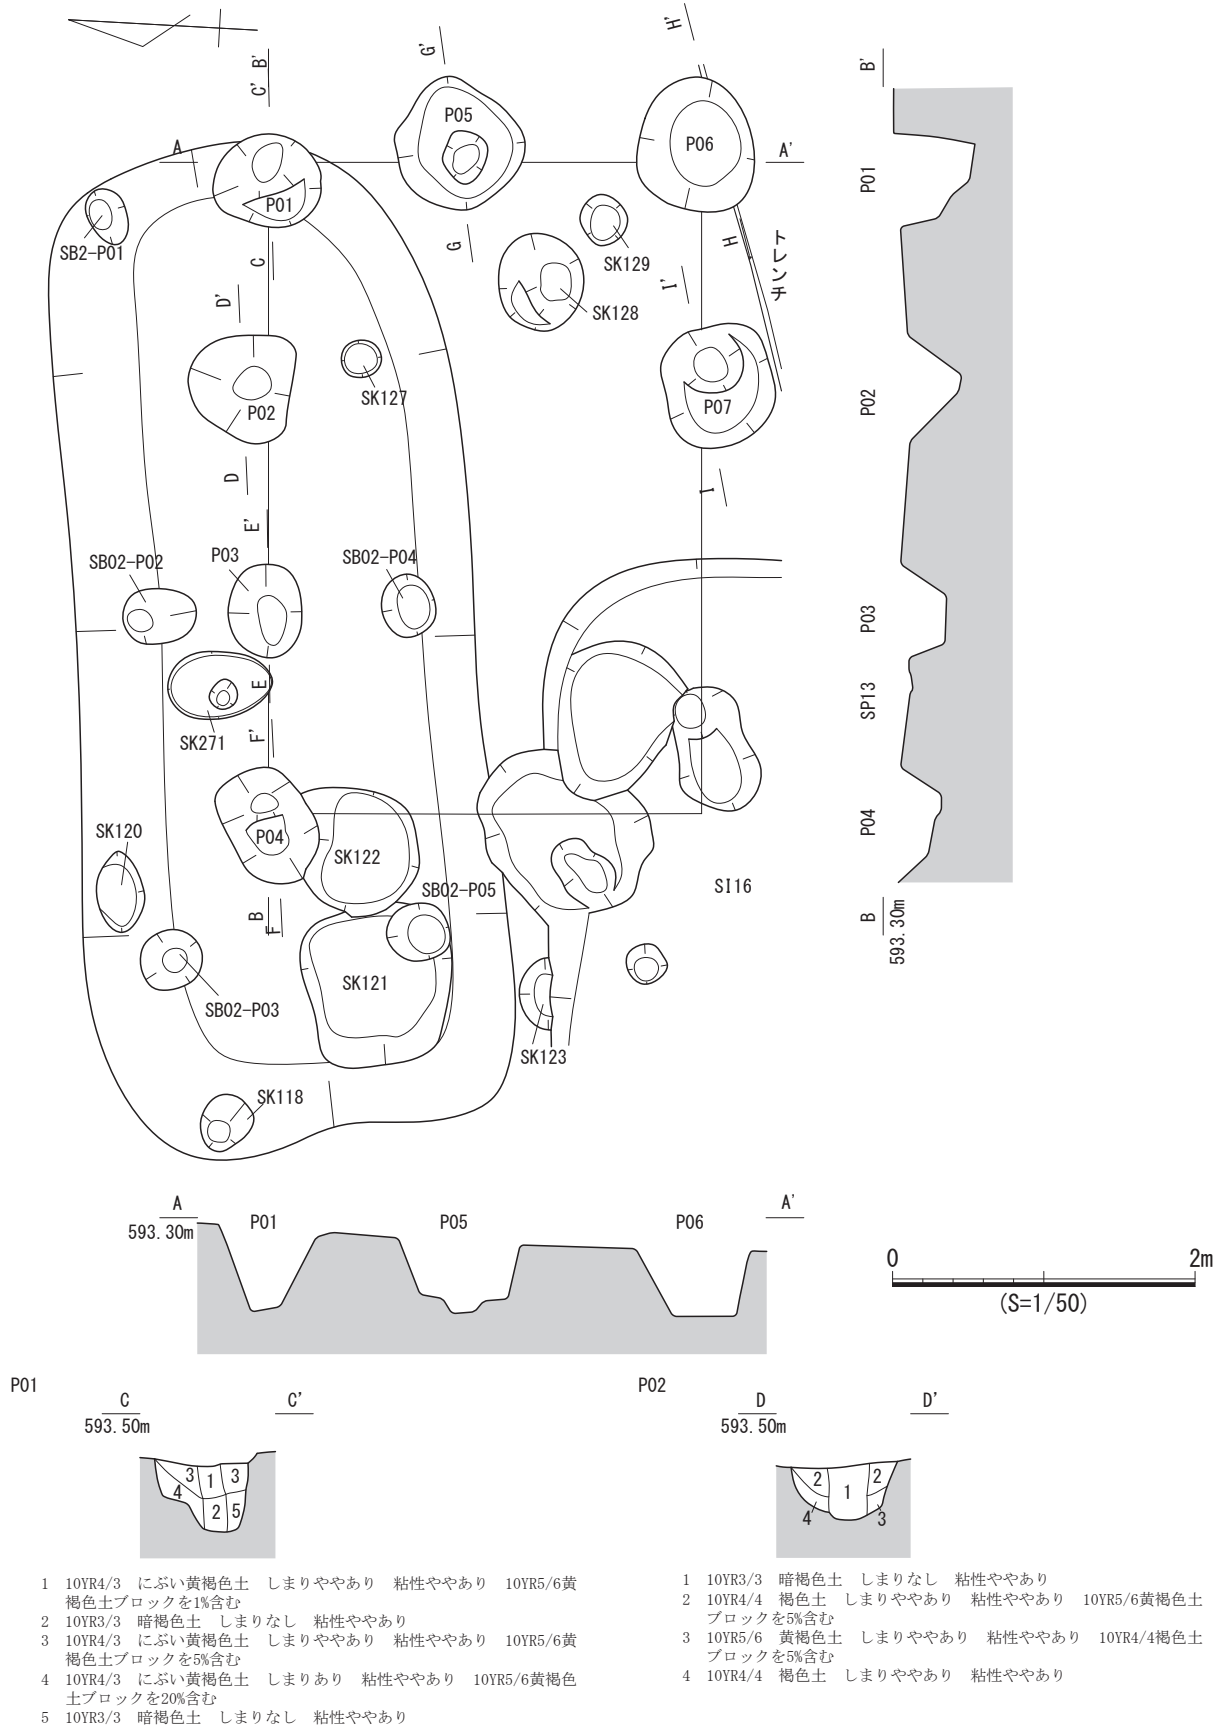 H'
G'
B'
C'
B'
P05
P06
A
A'
P01
P01
SB2-P01
G
H
トレンチ
C
SK129
D'
I'
SK128
SK127
P02
P07
P02
D
I
E'
SB02-P02
P03
SB02-P04
P03
E
SP13
SK271
F'
SK120
P04
P04
SK122
SB02-P05
SI16
B
F
B
593.30m
SK121
SB02-P03
SK123
SK118
A
A'
593.30m
P01
P05
P06
0
2m
(S=1/50)
P01
C
C'
593.50m
3
1
3
4
2
5
P02
D
D'
593.50m
2
1
2
4
3
1 10YR4/3 にぶい黄褐色土 しまりややあり 粘性ややあり 10YR5/6黄
褐色土ブロックを1%含む
2 10YR3/3 暗褐色土 しまりなし 粘性ややあり
3 10YR4/3 にぶい黄褐色土 しまりややあり 粘性ややあり 10YR5/6黄
褐色土ブロックを5%含む
4 10YR4/3 にぶい黄褐色土 しまりあり 粘性ややあり 10YR5/6黄褐色
土ブロックを20%含む
5 10YR3/3 暗褐色土 しまりなし 粘性ややあり
1 10YR3/3 暗褐色土 しまりなし 粘性ややあり
2 10YR4/4 褐色土 しまりややあり 粘性ややあり 10YR5/6黄褐色土
ブロックを5%含む
3 10YR5/6 黄褐色土 しまりややあり 粘性ややあり 10YR4/4褐色土
ブロックを5%含む
4 10YR4/4 褐色土 しまりややあり 粘性ややあり